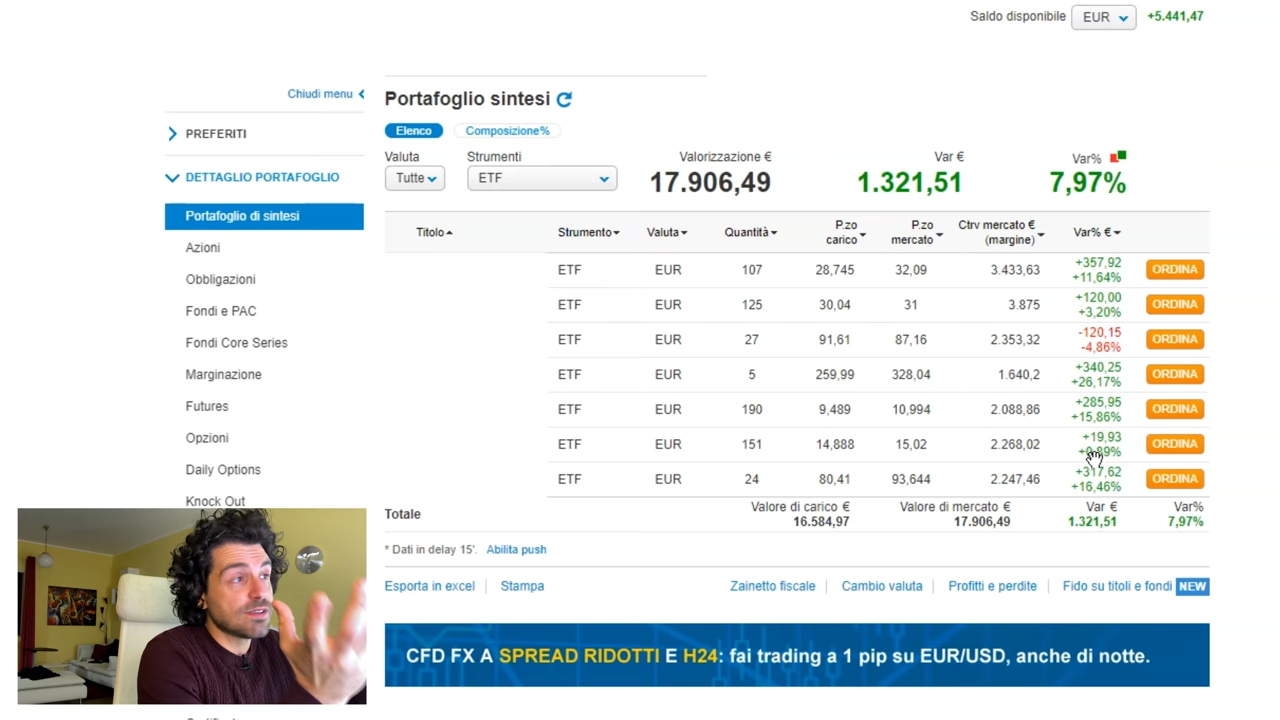 Saldo disponibile EUR +5.441,47
Chiudi menu
PREFERITI
DETTAGLIO PORTAFOGLIO
Portafoglio di sintesi
Azioni
Obbligazioni
Fondi e PAC
Fondi Core Series
Marginazione
Futures
Opzioni
Daily Options
Knock Out
Portafoglio sintesi
Elenco Composizione%
Valuta Strumenti Valorizzazione € Var € Var%
Tutte ETF 17.906,49 1.321,51 7,97%
Titolo Strumento Valuta Quantità P.zo carico P.zo mercato Ctrv mercato € (margine) Var% €
ETF EUR 107 28,745 32,09 3.433,63 +357,92 +11,64% ORDINA
ETF EUR 125 30,04 31 3.875 +120,00 +3,20% ORDINA
ETF EUR 27 91,61 87,16 2.353,32 -120,15 -4,86% ORDINA
ETF EUR 5 259,99 328,04 1.640,2 +340,25 +26,17% ORDINA
ETF EUR 190 9,489 10,994 2.088,86 +285,95 +15,86% ORDINA
ETF EUR 151 14,888 15,02 2.268,02 +19,93 ORDINA
ETF EUR 24 80,41 93,644 2.247,46 +317,62 +16,46% ORDINA
Totale Valore di carico € Valore di mercato € Var € Var%
16.584,97 17.906,49 1.321,51 7,97%
* Dati in delay 15'. Abilita push
Esporta in excel Stampa Zainetto fiscale Cambio valuta Profitti e perdite Fido su titoli e fondi NEW
CFD FX A SPREAD RIDOTTI E H24: fai trading a 1 pip su EUR/USD, anche di notte.